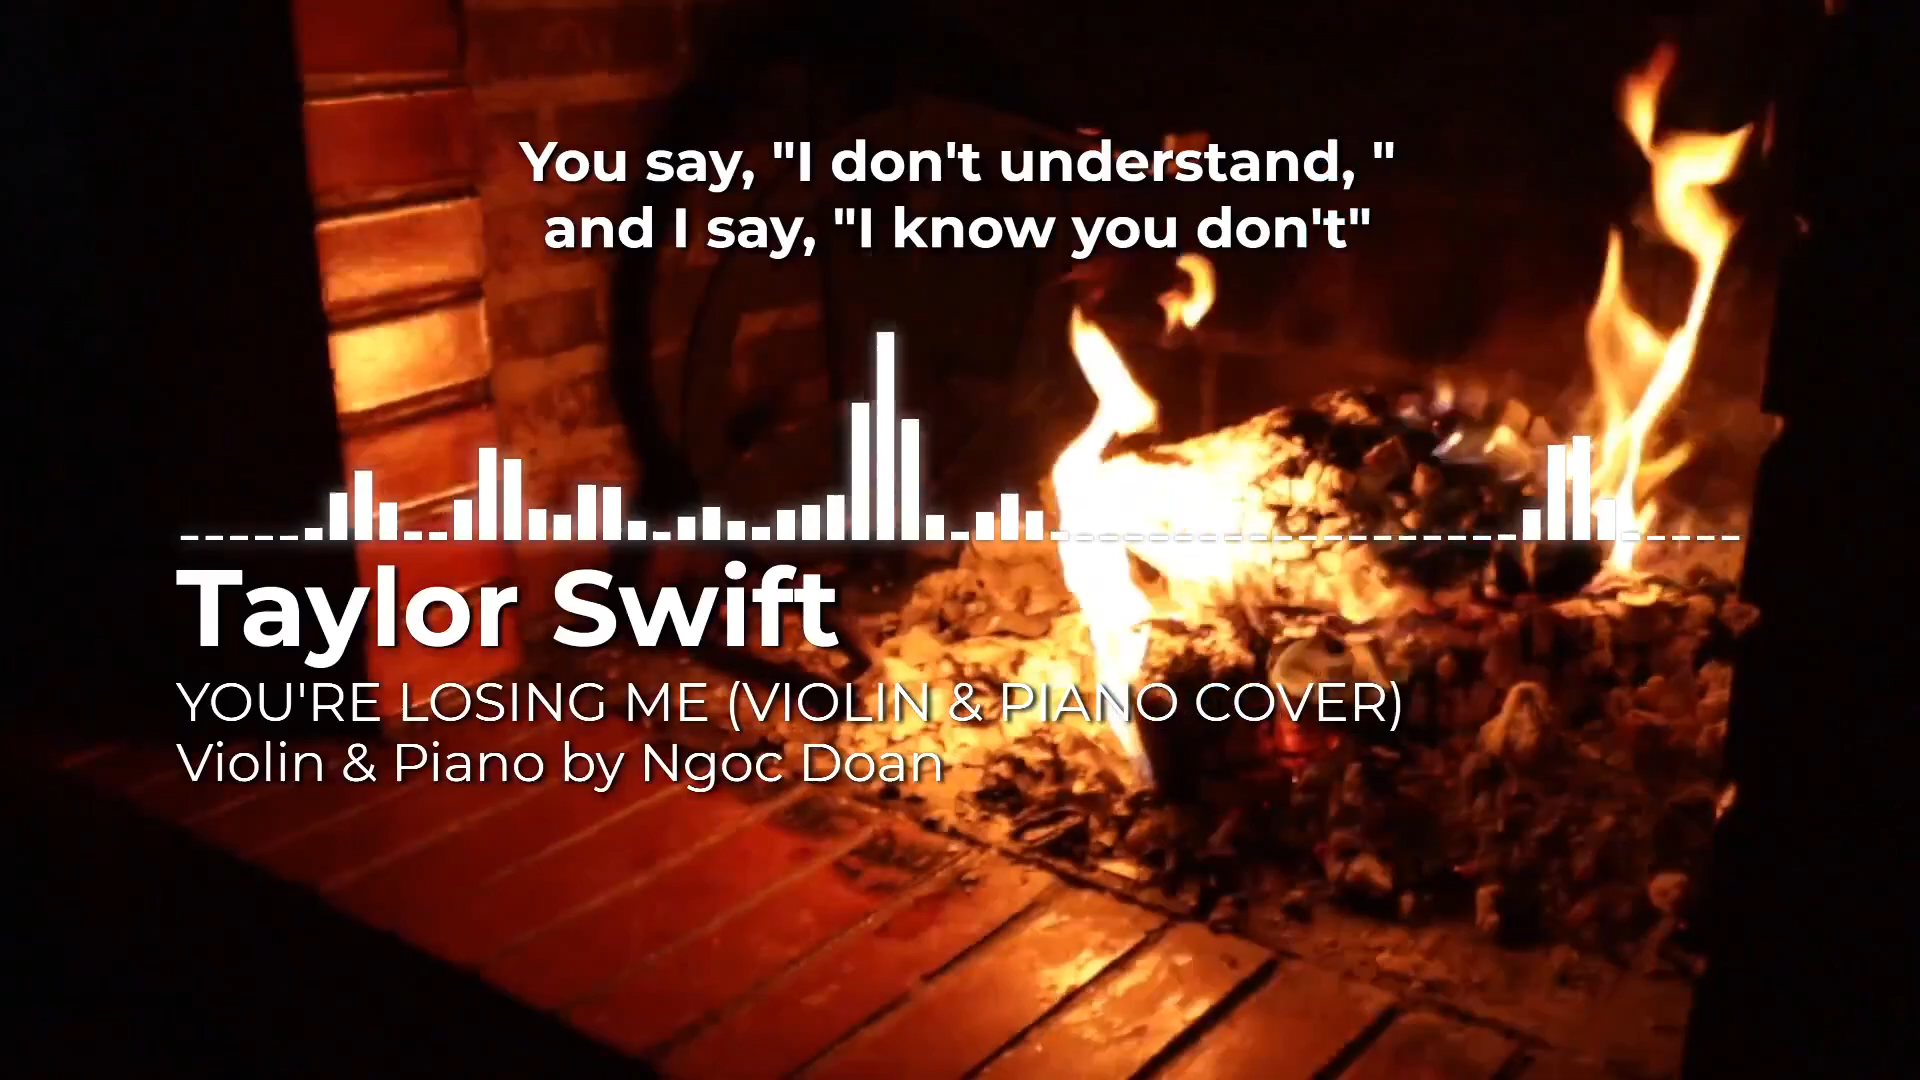 You say, "I don't understand, "
and I say, "I know you don't"
Taylor Swift
YOU'RE LOSING ME (VIOLIN & PIANO COVER)
Violin & Piano by Ngoc Doan